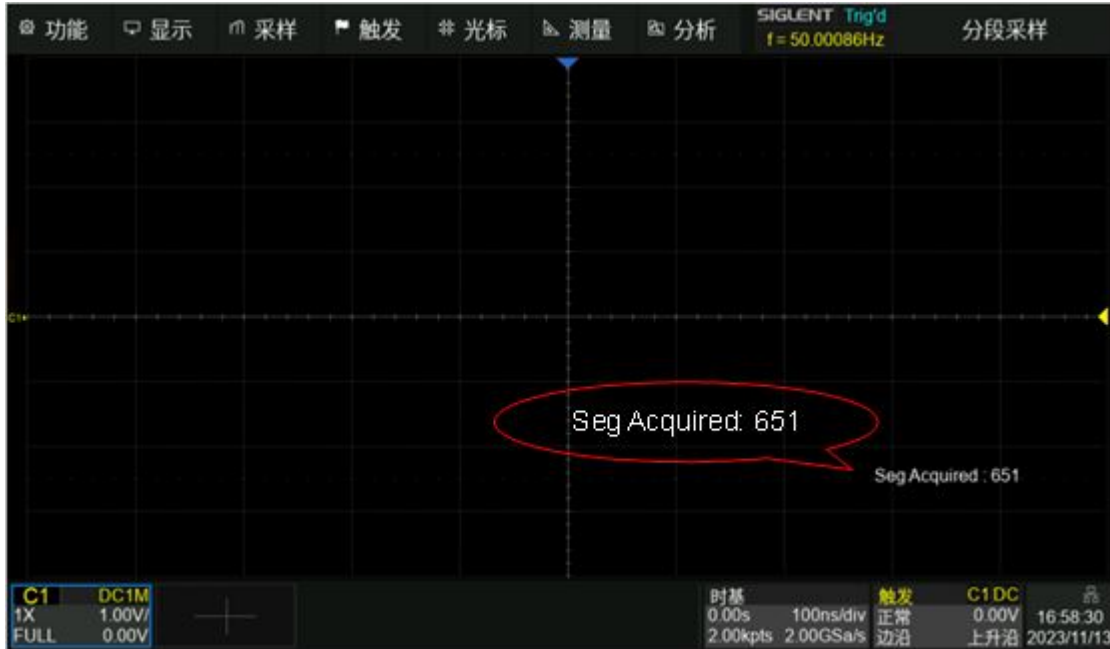 功能 显示 采样 触发 光标 测量 分析 SIGLENT Trig'd 分段采样
f = 50.00086Hz
C1
Seg Acquired: 651
Seg Acquired : 651
C1 DC1M
1X 1.00V/
FULL 0.00V
时基
0.00s 100ns/div
2.00kpts 2.00GSa/s
触发 C1 DC
正常 0.00V
边沿 上升沿
16:58:30
2023/11/13